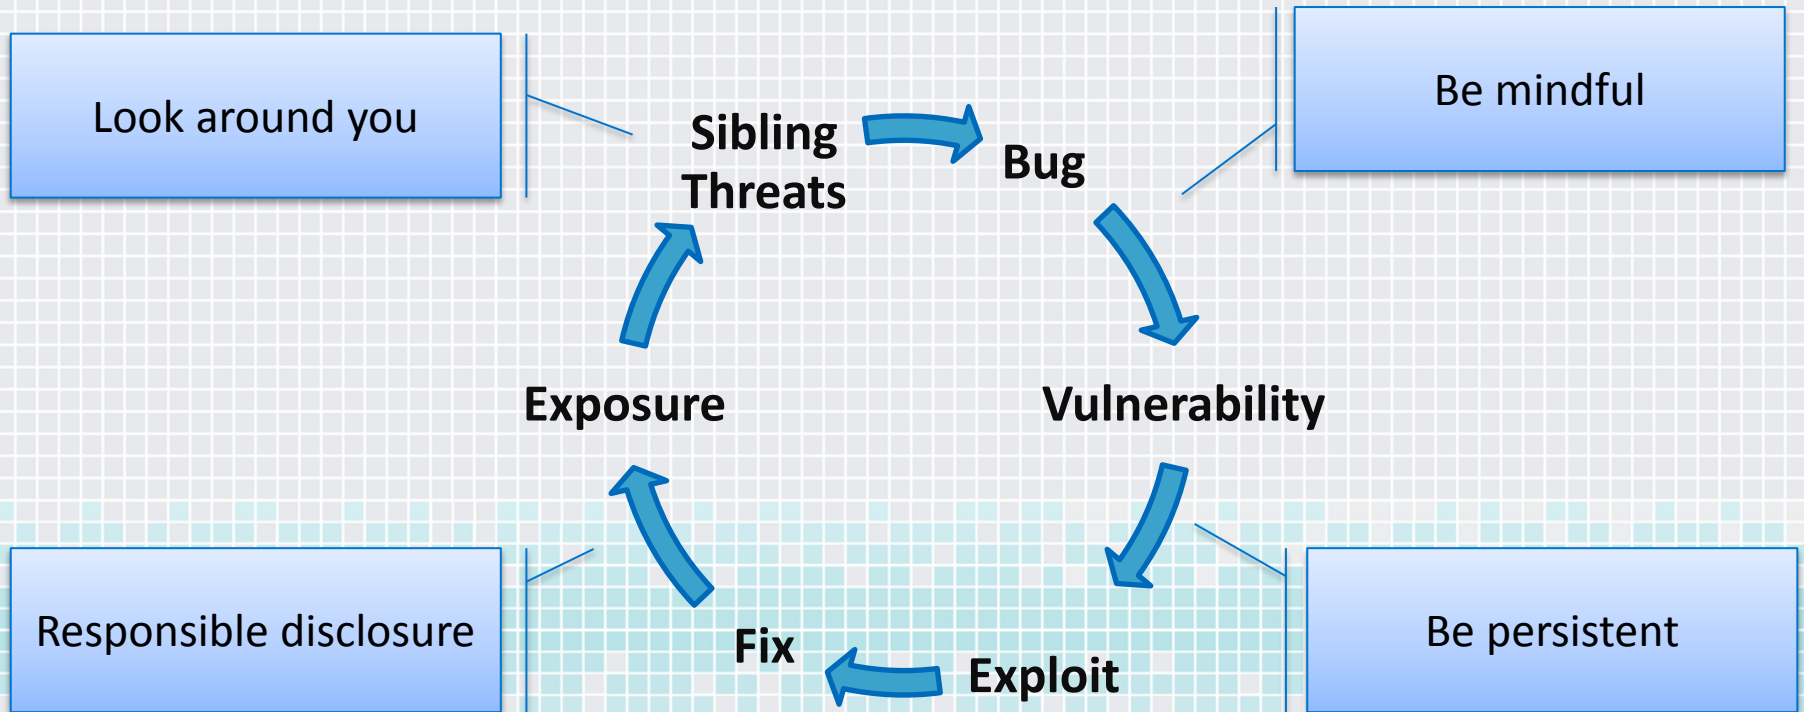 Look around you
Be mindful
Sibling
Threats
Bug
Exposure
Vulnerability
Responsible disclosure
Fix
Exploit
Be persistent